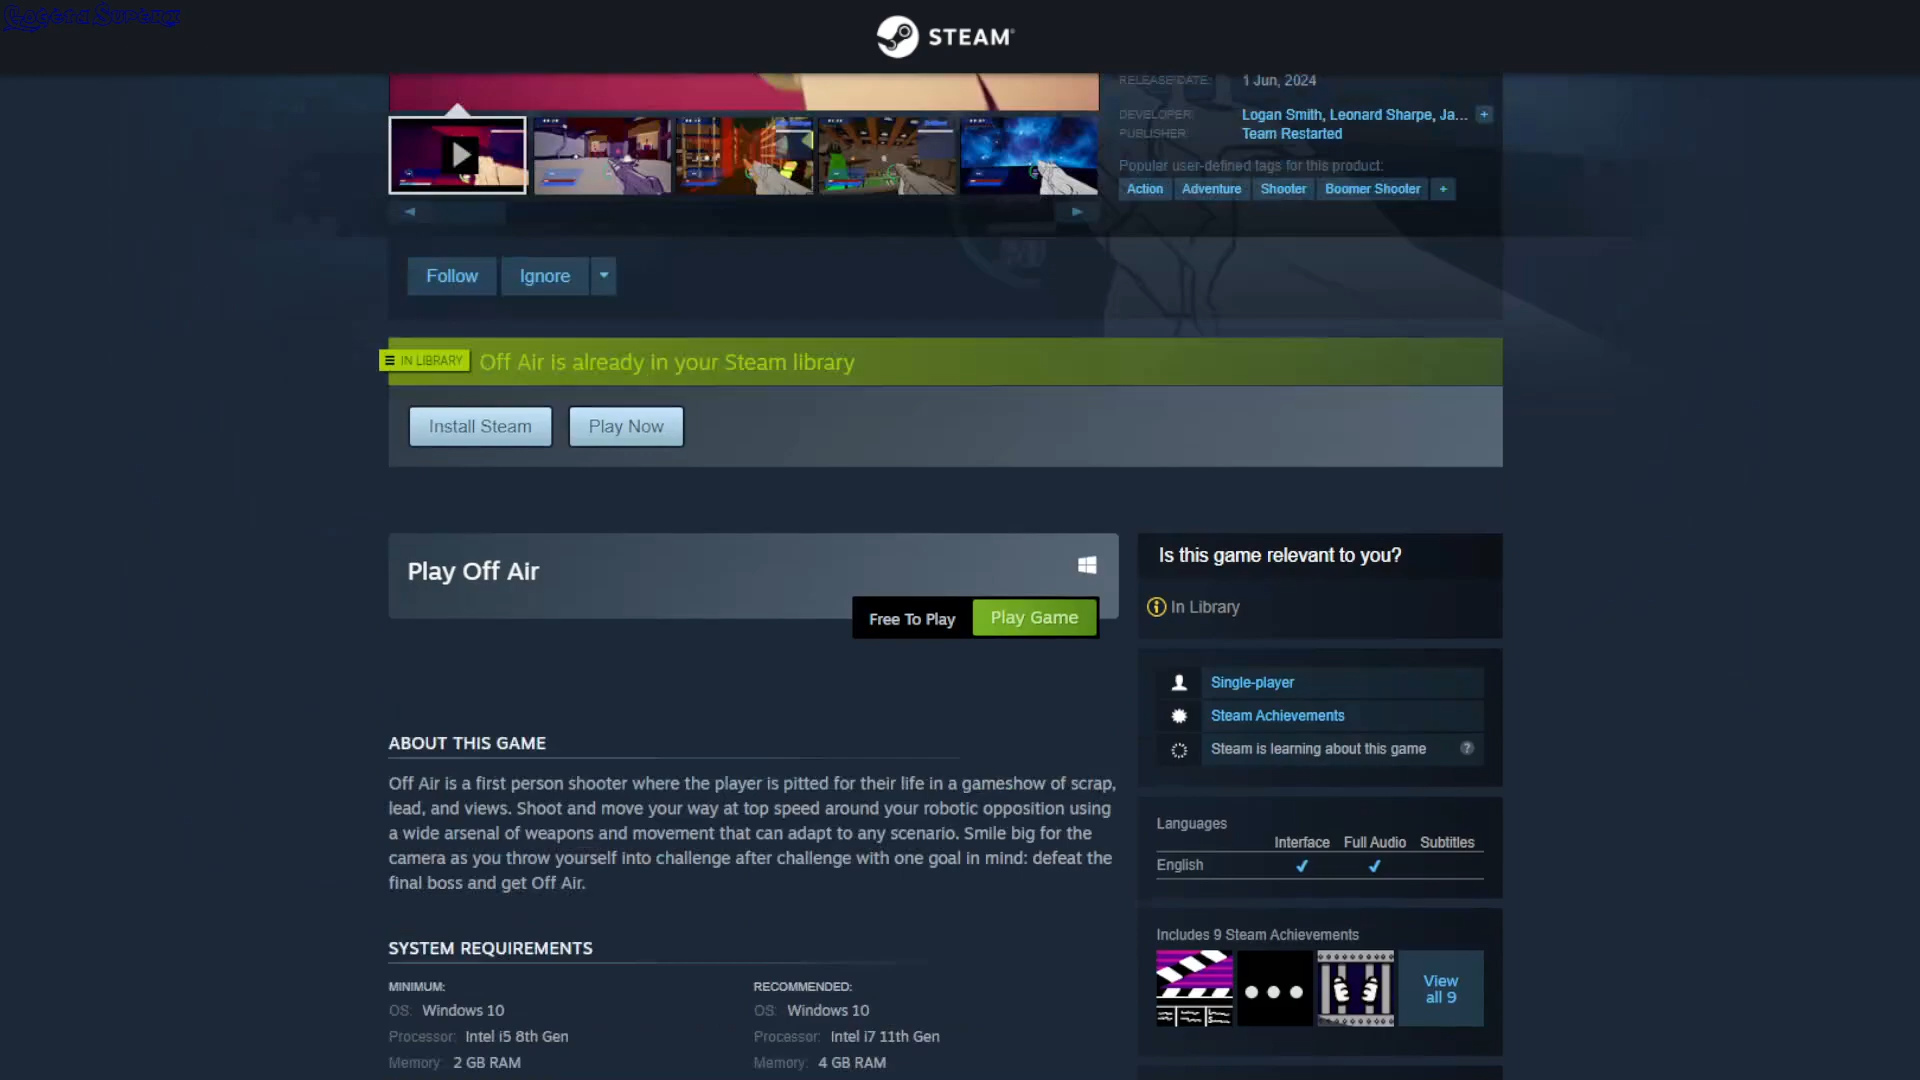 STEAM
RELEASE DATE: 1 Jun, 2024
DEVELOPER: Logan Smith, Leonard Sharpe, Ja... +
PUBLISHER: Team Restarted
Popular user-defined tags for this product:
Action Adventure Shooter Boomer Shooter +
Follow Ignore
IN LIBRARY Off Air is already in your Steam library
Install Steam Play Now
Play Off Air
Free To Play Play Game
Is this game relevant to you?
In Library
Single-player
Steam Achievements
Steam is learning about this game ?
ABOUT THIS GAME
Off Air is a first person shooter where the player is pitted for their life in a gameshow of scrap,
lead, and views. Shoot and move your way at top speed around your robotic opposition using
a wide arsenal of weapons and movement that can adapt to any scenario. Smile big for the
camera as you throw yourself into challenge after challenge with one goal in mind: defeat the
final boss and get Off Air.
Languages
Interface Full Audio Subtitles
English ✔ ✔
Includes 9 Steam Achievements
View
all 9
SYSTEM REQUIREMENTS
MINIMUM:
OS: Windows 10
Processor: Intel i5 8th Gen
Memory: 2 GB RAM
RECOMMENDED:
OS: Windows 10
Processor: Intel i7 11th Gen
Memory: 4 GB RAM